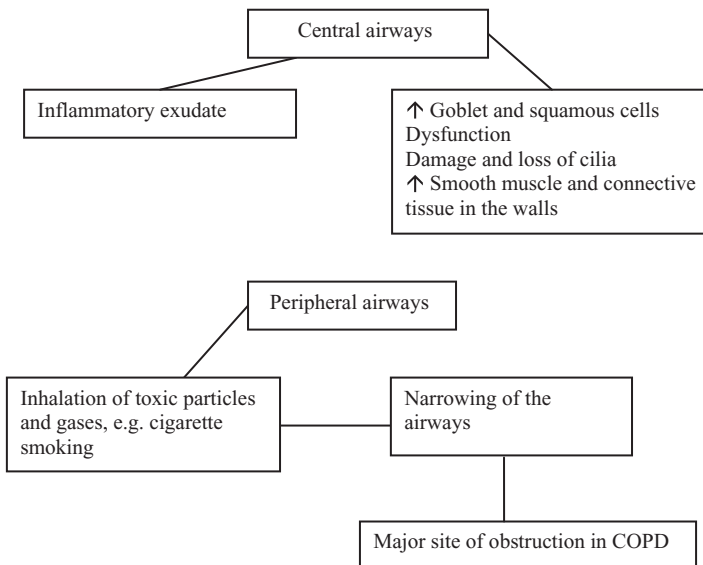 Central airways
Inflammatory exudate
↑ Goblet and squamous cells
Dysfunction
Damage and loss of cilia
↑ Smooth muscle and connective
tissue in the walls
Peripheral airways
Inhalation of toxic particles
and gases, e.g. cigarette
smoking
Narrowing of the
airways
Major site of obstruction in COPD